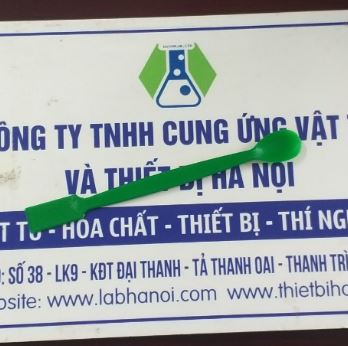 ÔNG TY TNHH CUNG ỨNG VẬT
VÀ THIẾT BỊ HÀ NỘI
T TƯ - HÓA CHẤT - THIẾT BỊ - THÍ NG
: SỐ 38 - LK9 - KĐT ĐẠI THANH - TẢ THANH OAI - THANH TRÌ
bsite: www.labhanoi.com www.thietbiha